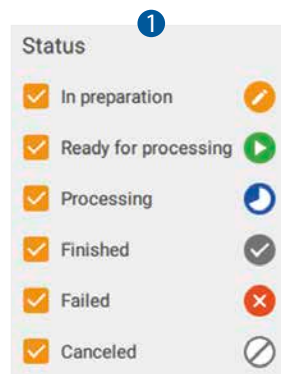 1
Status
In preparation
Ready for processing
Processing
Finished
Failed
Canceled